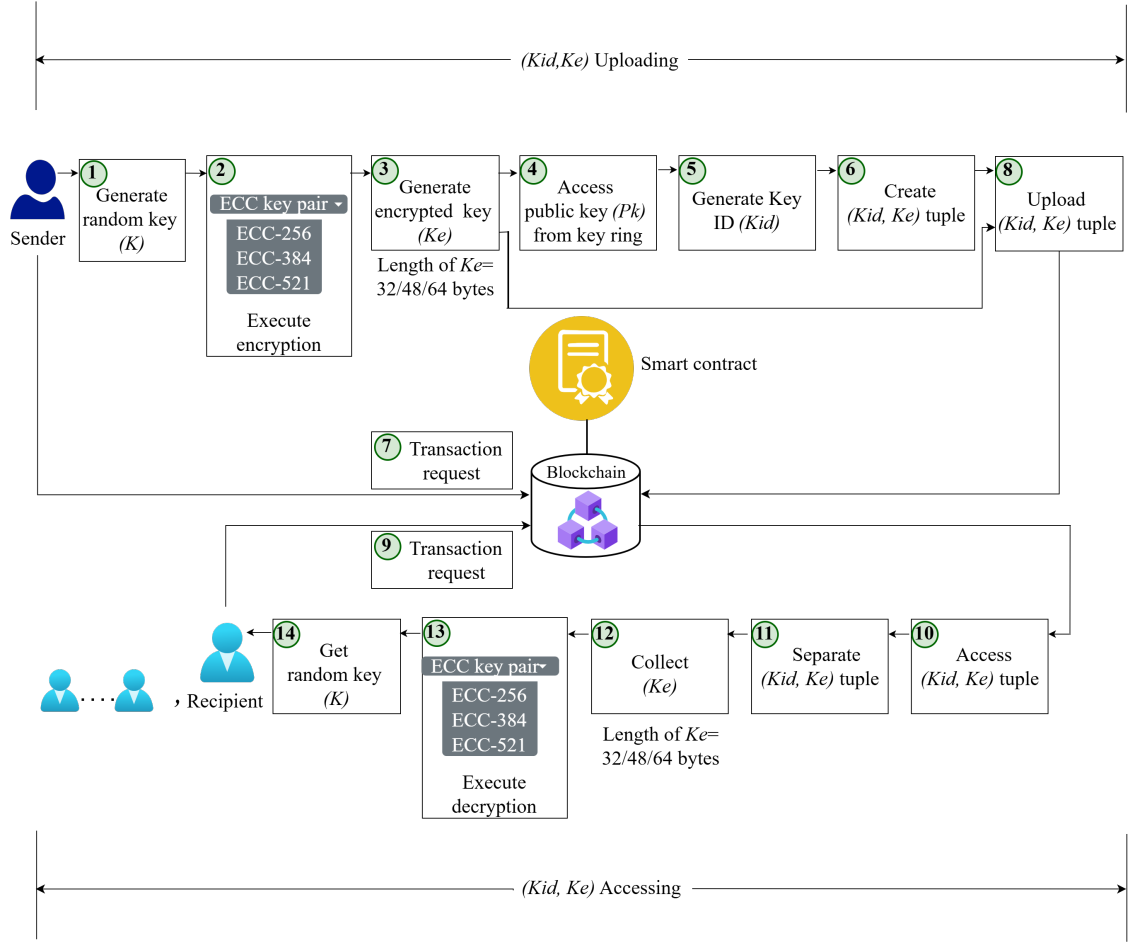 (Kid,Ke) Uploading
1
Generate
random key
(K)
2
ECC key pair
ECC-256
ECC-384
ECC-521
Execute
encryption
3
Generate
encrypted key
(Ke)
Length of Ke=
32/48/64 bytes
4
Access
public key (Pk)
from key ring
5
Generate Key
ID (Kid)
6
Create
(Kid, Ke) tuple
8
Upload
(Kid, Ke) tuple
Sender
Smart contract
7
Transaction
request
Blockchain
9
Transaction
request
14
Get
random key
(K)
13
ECC key pair
ECC-256
ECC-384
ECC-521
Execute
decryption
12
Collect
(Ke)
Length of Ke=
32/48/64 bytes
11
Separate
(Kid, Ke) tuple
10
Access
(Kid, Ke) tuple
..... , Recipient
(Kid, Ke) Accessing